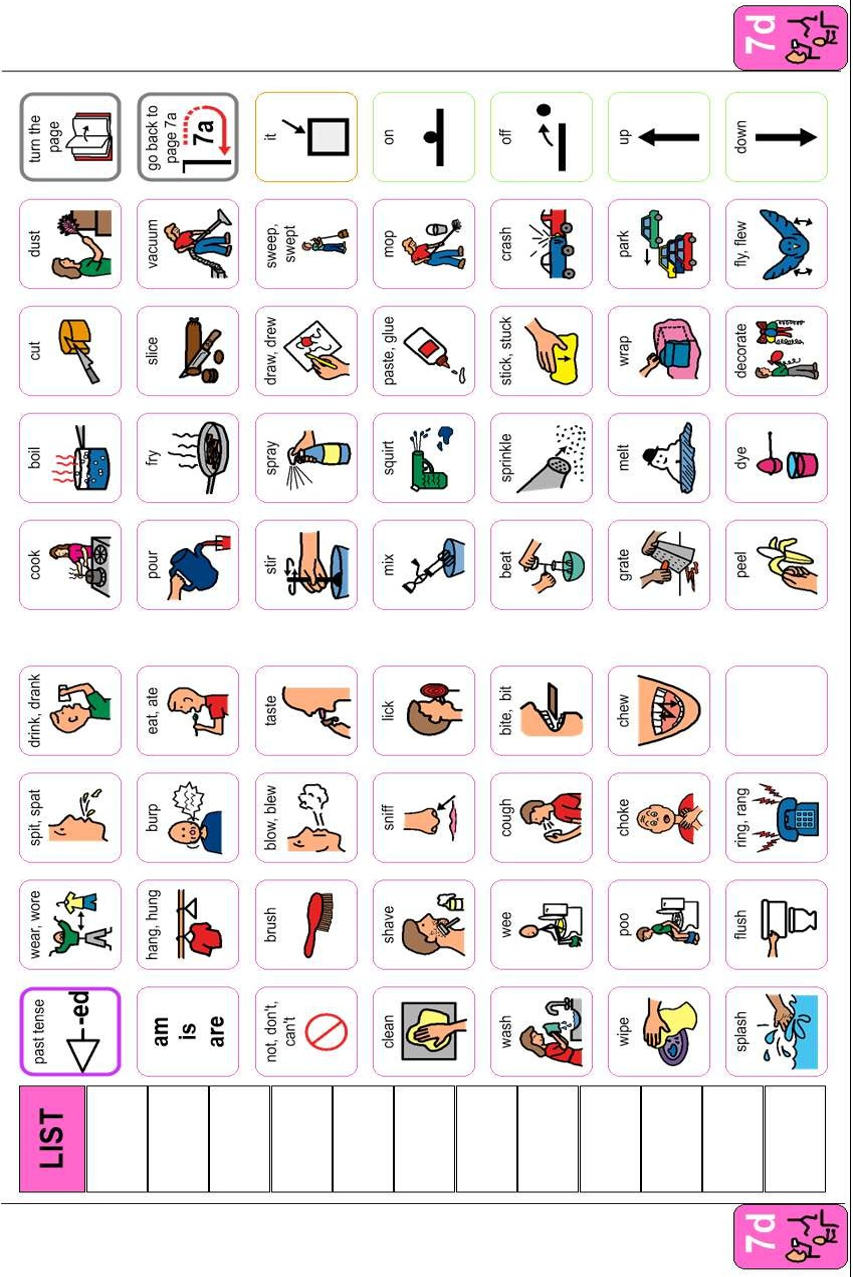 LIST
past tense
-ed
wear, wore
spit, spat
drink, drank
cook
boil
cut
dust
turn the
page
am
is
are
hang, hung
burp
eat, ate
pour
fry
slice
vacuum
go back to
page 7a
7a
not, don't,
can't
brush
blow, blew
taste
stir
spray
draw, drew
sweep,
swept
it
clean
shave
sniff
lick
mix
squirt
paste, glue
mop
on
wash
wee
cough
bite, bit
beat
sprinkle
stick, stuck
crash
off
wipe
poo
choke
chew
grate
melt
wrap
park
up
splash
flush
ring, rang
peel
dye
decorate
fly, flew
down
7d
7d